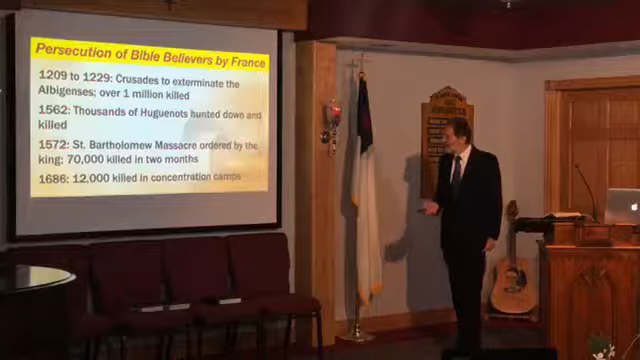 Persecution of Bible Believers by France
1209 to 1229: Crusades to exterminate the
Albigenses; over 1 million killed
1562: Thousands of Huguenots hunted down and
killed
1572: St. Bartholomew Massacre ordered by the
king: 70,000 killed in two months
1686: 12,000 killed in concentration camps